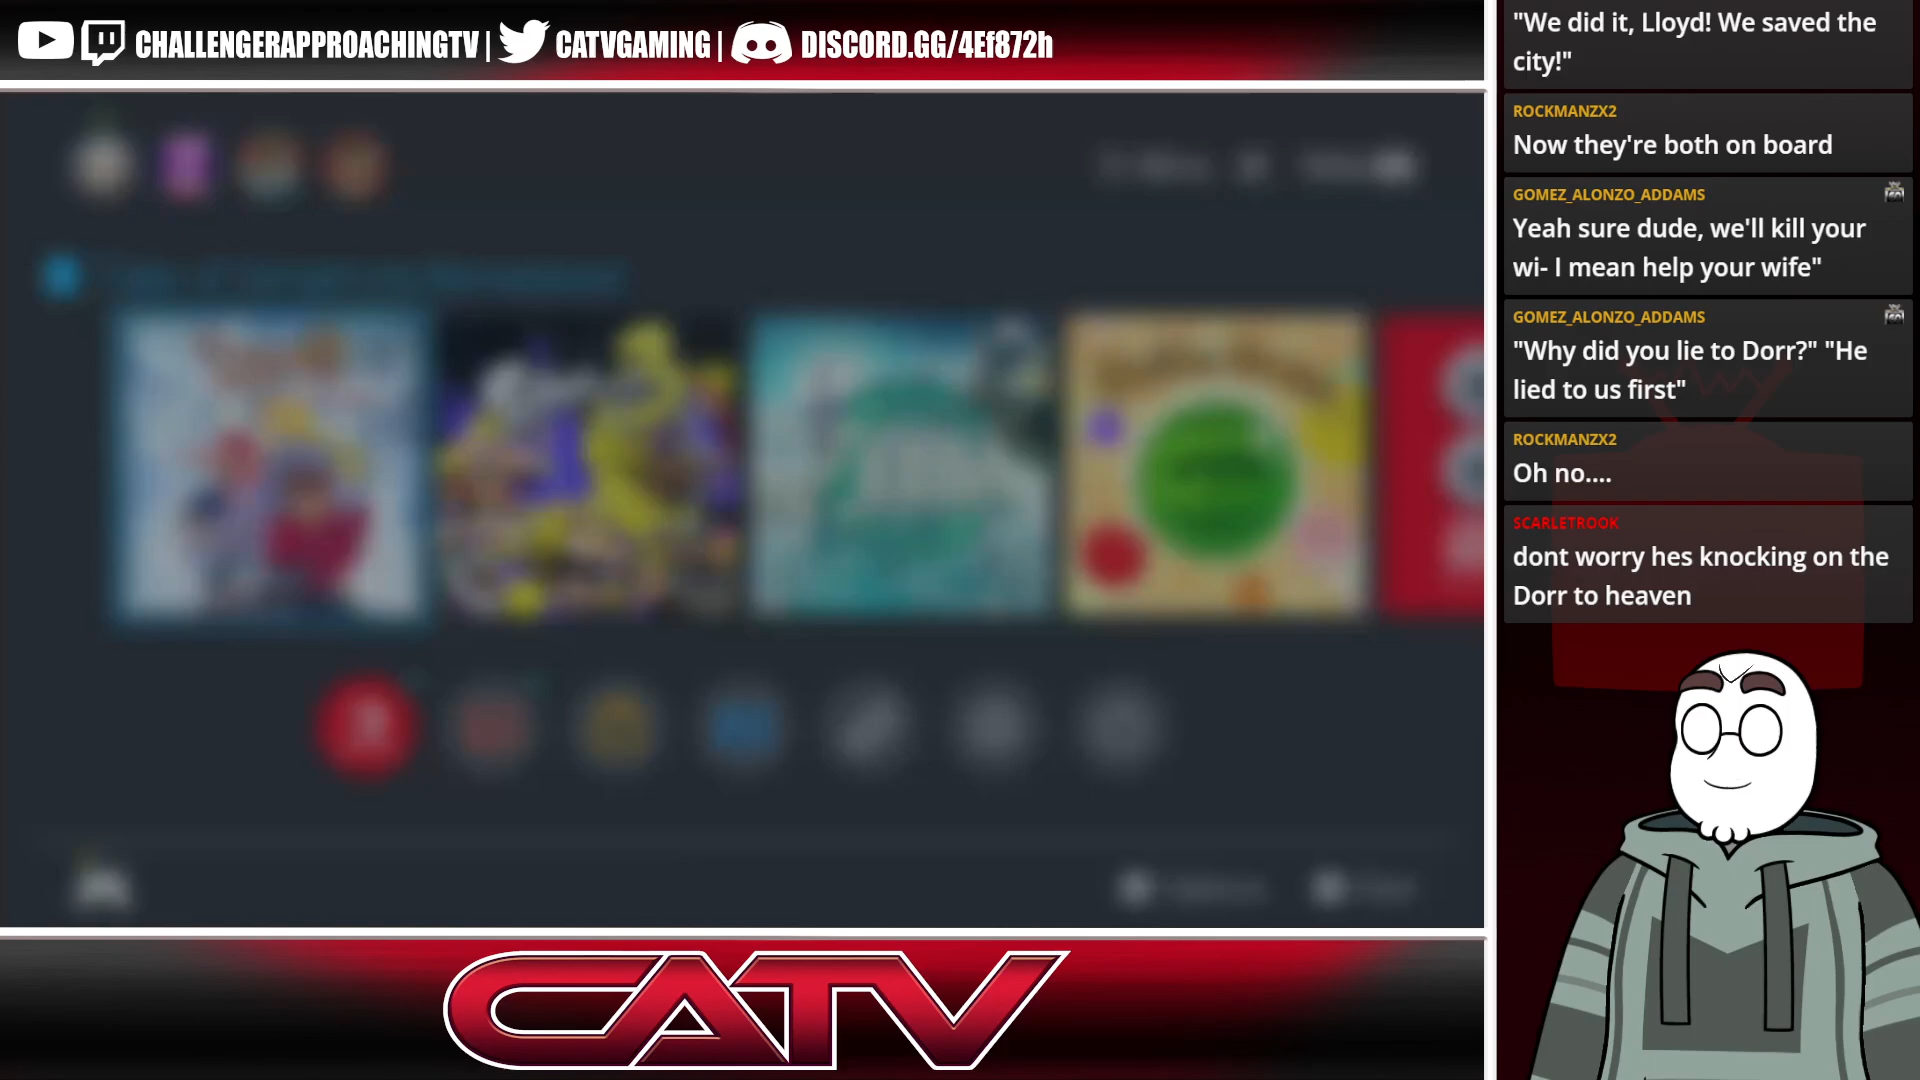 CHALLENGERAPPROACHINGTV | CATVGAMING | DISCORD.GG/4Ef872h
"We did it, Lloyd! We saved the
city!"
ROCKMANZX2
Now they're both on board
GOMEZ_ALONZO_ADDAMS
Yeah sure dude, we'll kill your
wi- I mean help your wife"
GOMEZ_ALONZO_ADDAMS
"Why did you lie to Dorr?" "He
lied to us first"
ROCKMANZX2
Oh no....
SCARLETROOK
dont worry hes knocking on the
Dorr to heaven
CATV